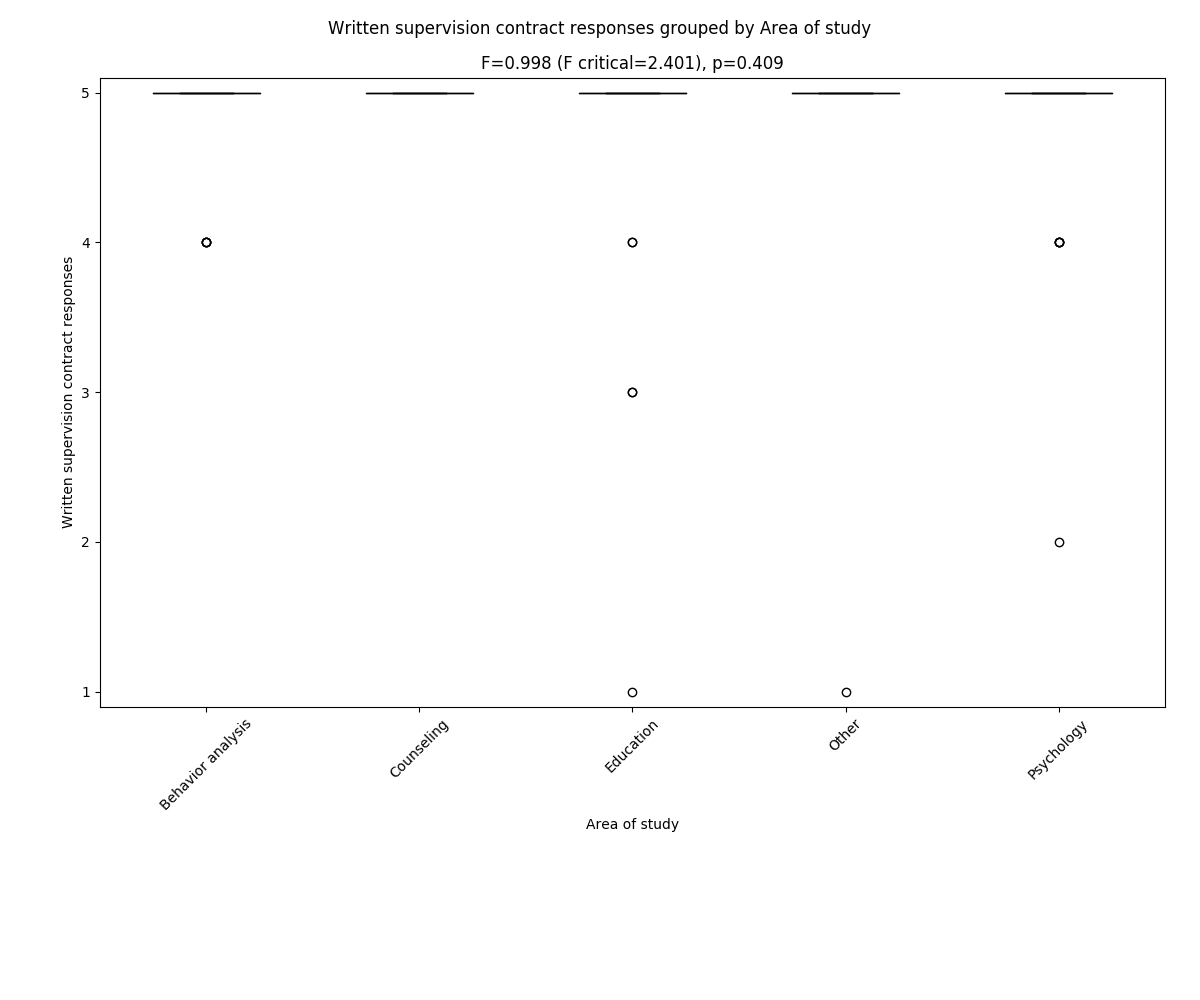 Written supervision contract responses grouped by Area of study
F=0.998 (F critical=2.401), p=0.409
5
4
3
2
1
Written supervision contract responses
Behavior analysis
Counseling
Education
Other
Psychology
Area of study